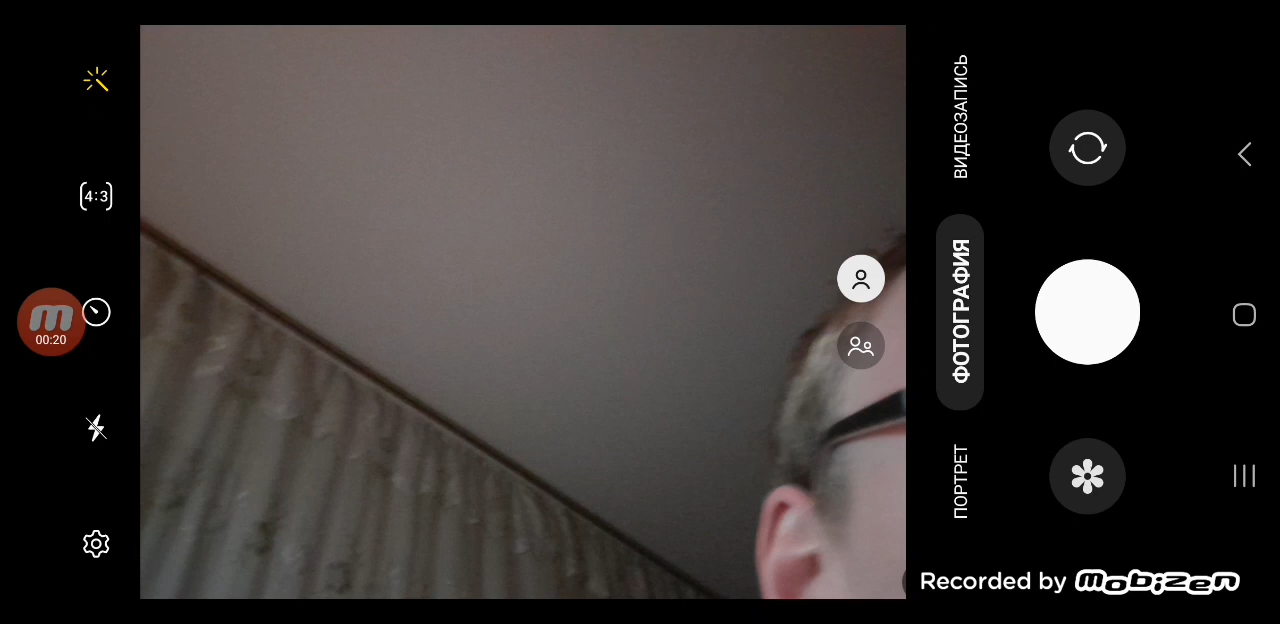 4:3
00:20
ВИДЕОЗАПИСЬ
ФОТОГРАФИЯ
ПОРТРЕТ
Recorded by mobizen